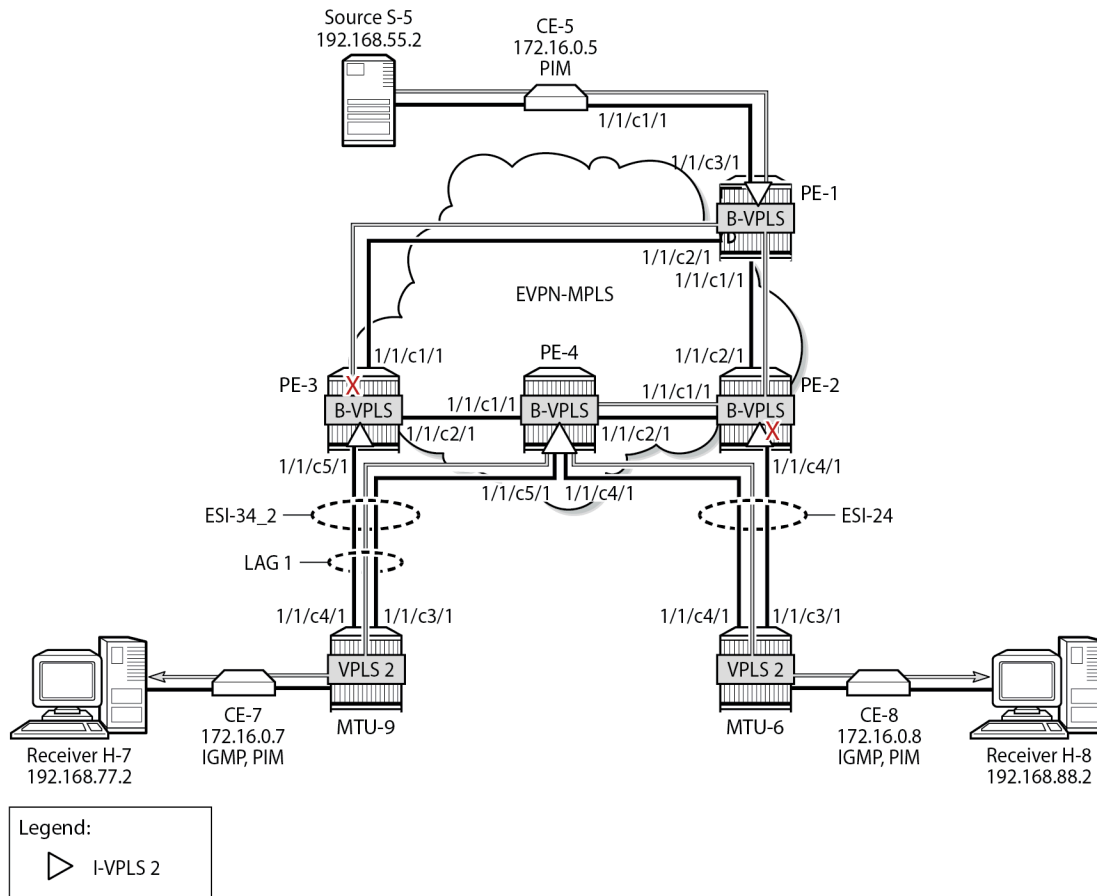 Source S-5
192.168.55.2
CE-5
172.16.0.5
PIM
1/1/c1/1
1/1/c3/1
PE-1
B-VPLS
1/1/c2/1
1/1/c1/1
EVPN-MPLS
1/1/c1/1
PE-4
1/1/c2/1
PE-3
X
1/1/c1/1
1/1/c1/1
PE-2
B-VPLS
B-VPLS
B-VPLS
X
1/1/c2/1
1/1/c2/1
1/1/c5/1
1/1/c5/1
1/1/c4/1
1/1/c4/1
ESI-34_2
ESI-24
LAG 1
1/1/c4/1
1/1/c3/1
1/1/c4/1
1/1/c3/1
VPLS 2
VPLS 2
MTU-9
MTU-6
CE-7
172.16.0.7
IGMP, PIM
CE-8
172.16.0.8
IGMP, PIM
Receiver H-7
192.168.77.2
Receiver H-8
192.168.88.2
Legend:
I-VPLS 2